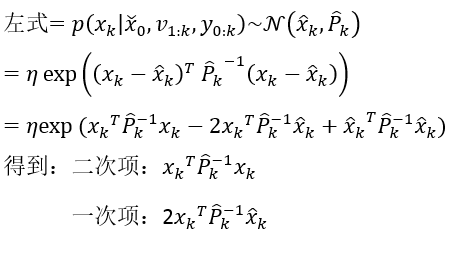 左式= p(x_k|x̌_0, v_{1:k}, y_{0:k})~𝒩(x̂_k, P̂_k)
= η exp ((x_k − x̂_k)^T P̂_k^{−1}(x_k − x̂_k))
= ηexp (x_k^T P̂_k^{−1}x_k − 2x_k^T P̂_k^{−1}x̂_k + x̂_k^T P̂_k^{−1}x̂_k)
得到：二次项：x_k^T P̂_k^{−1}x_k
一次项：2x_k^T P̂_k^{−1}x̂_k